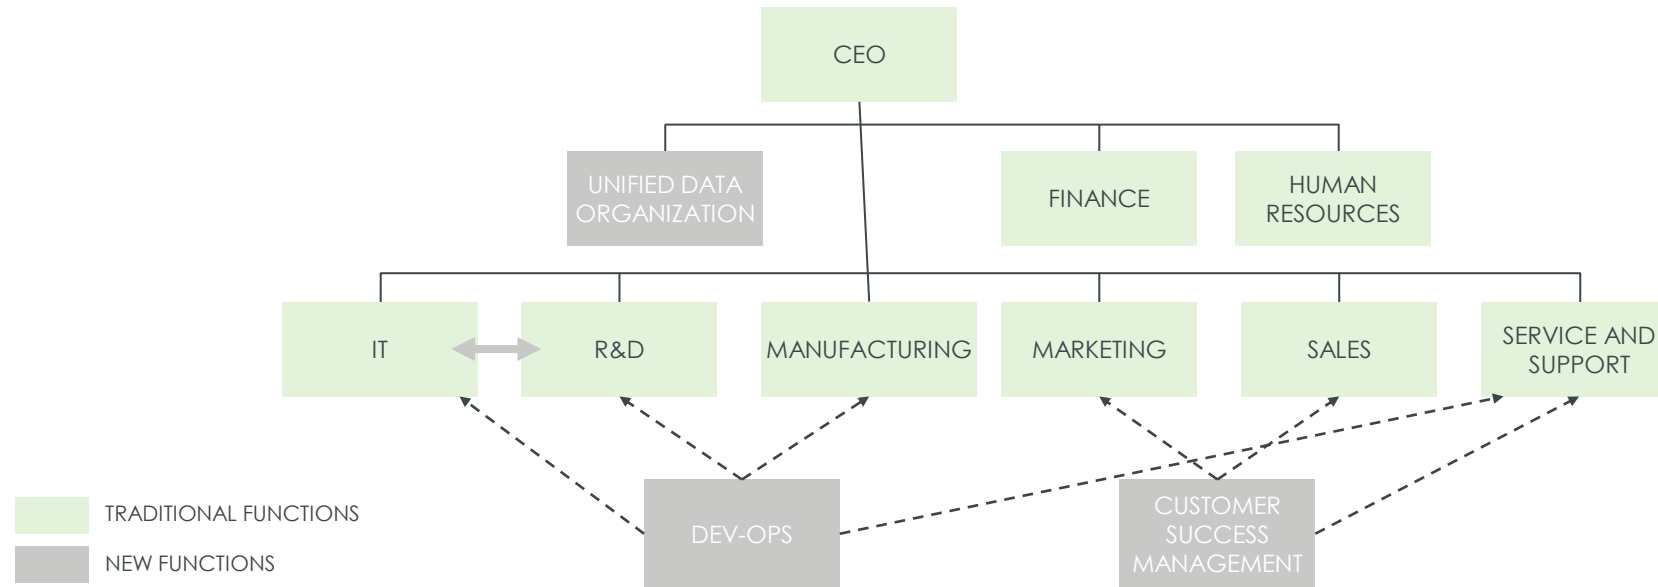 CEO
UNIFIED DATA
ORGANIZATION
FINANCE
HUMAN
RESOURCES
IT
R&D
MANUFACTURING
MARKETING
SALES
SERVICE AND
SUPPORT
DEV-OPS
CUSTOMER
SUCCESS
MANAGEMENT
TRADITIONAL FUNCTIONS
NEW FUNCTIONS